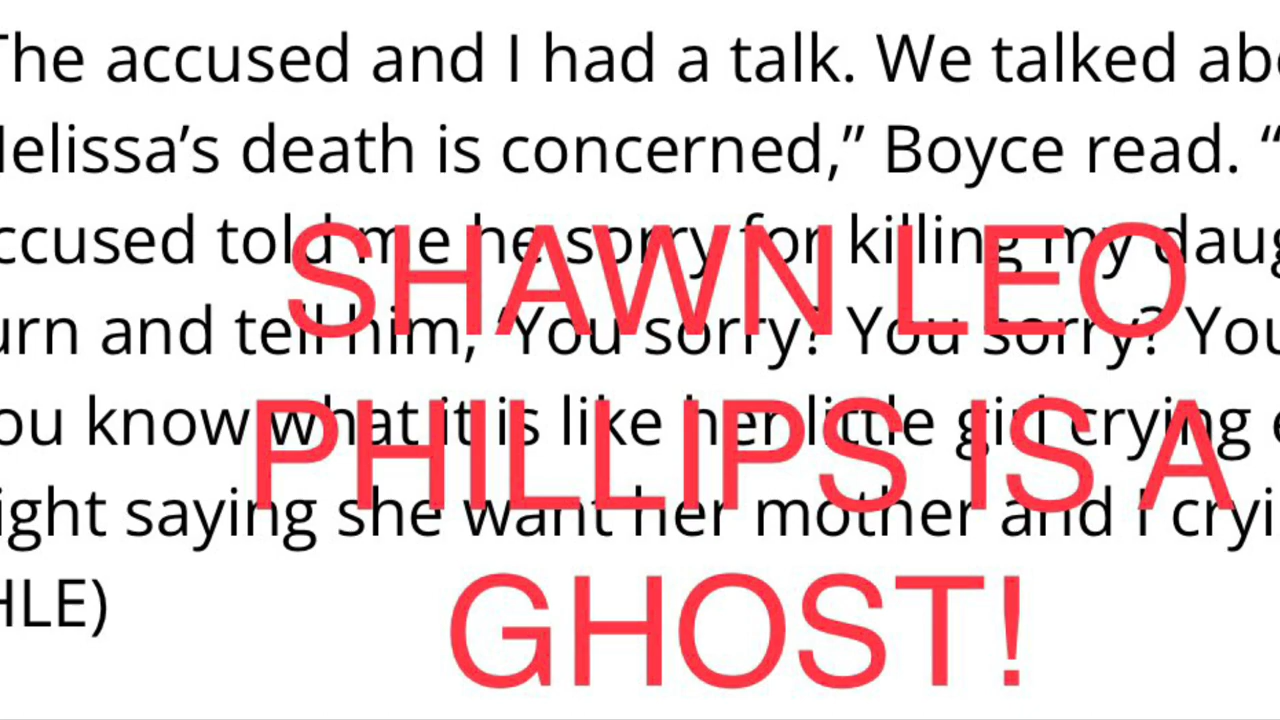 The accused and I had a talk. We talked abo
elissa’s death is concerned,” Boyce read. “
ccused told me he sorry for killing my daug
urn and tell him, ‘You sorry? You sorry? You
ou know what it is like her little girl crying e
ight saying she want her mother and I cryi
HLE)
SHAWN LEO
PHILLIPS IS A
GHOST!